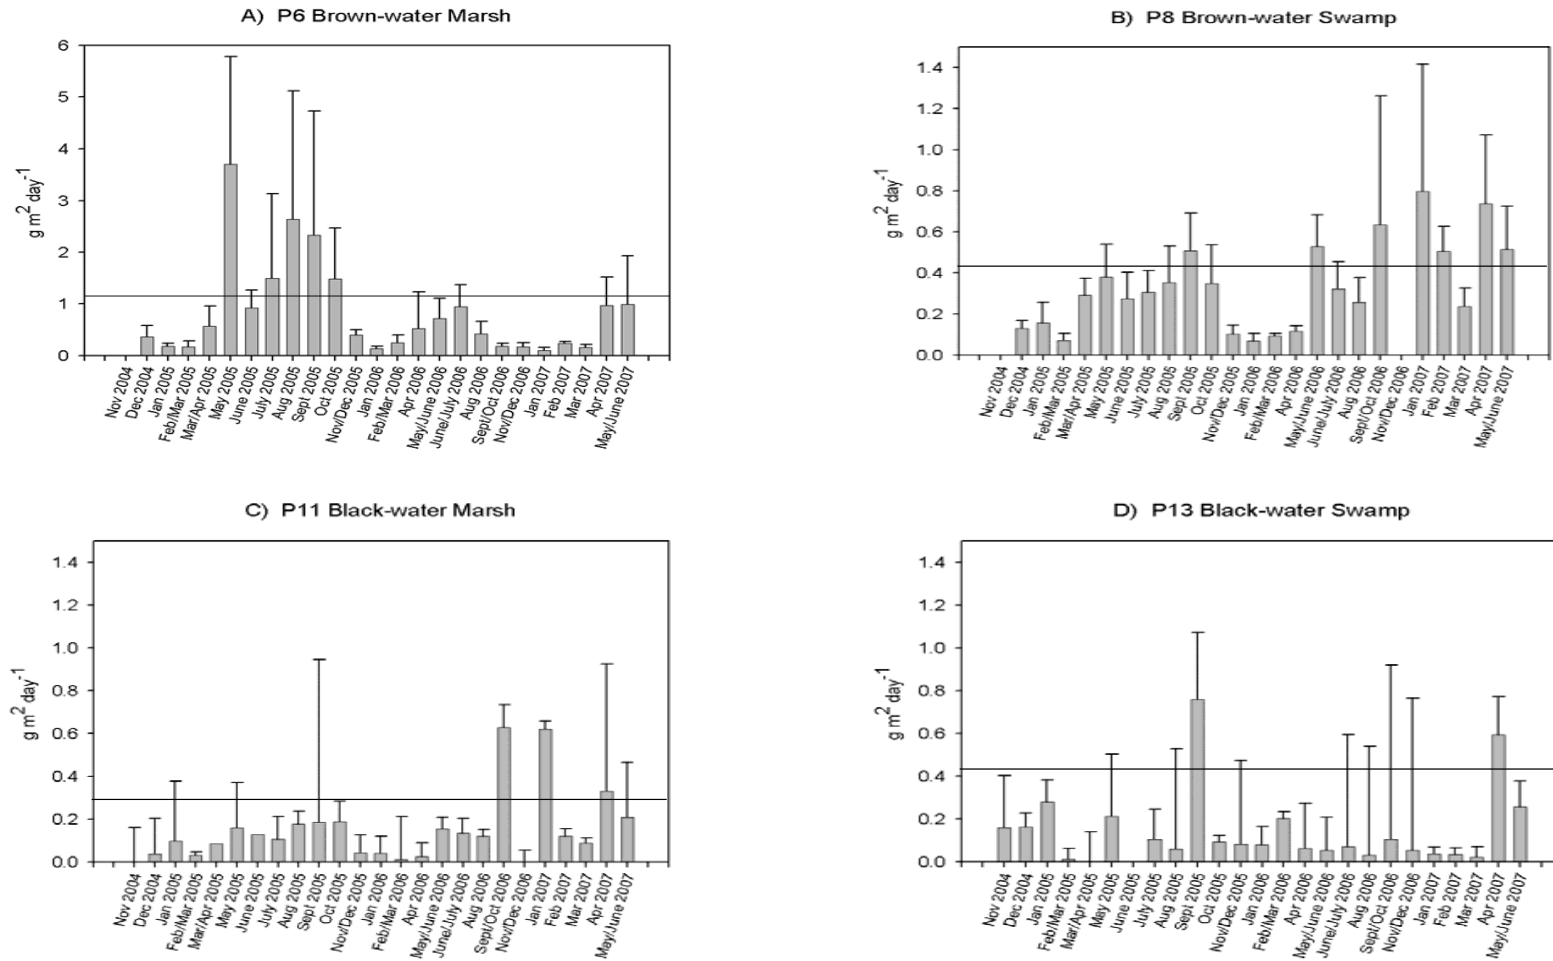 A) P6 Brown-water Marsh
6
5
4
3
2
1
0
g m² day⁻¹
Nov 2004
Dec 2004
Jan 2005
Feb/Mar 2005
Mar/Apr 2005
May 2005
June 2005
July 2005
Aug 2005
Sept 2005
Oct 2005
Nov/Dec 2005
Jan 2006
Feb/Mar 2006
Apr 2006
May/June 2006
June/July 2006
Aug 2006
Sept/Oct 2006
Nov/Dec 2006
Jan 2007
Feb 2007
Mar 2007
Apr 2007
May/June 2007
B) P8 Brown-water Swamp
1.4
1.2
1.0
0.8
0.6
0.4
0.2
0.0
g m² day⁻¹
Nov 2004
Dec 2004
Jan 2005
Feb/Mar 2005
Mar/Apr 2005
May 2005
June 2005
July 2005
Aug 2005
Sept 2005
Oct 2005
Nov/Dec 2005
Jan 2006
Feb/Mar 2006
Apr 2006
May/June 2006
June/July 2006
Aug 2006
Sept/Oct 2006
Nov/Dec 2006
Jan 2007
Feb 2007
Mar 2007
Apr 2007
May/June 2007
C) P11 Black-water Marsh
1.4
1.2
1.0
0.8
0.6
0.4
0.2
0.0
g m² day⁻¹
Nov 2004
Dec 2004
Jan 2005
Feb/Mar 2005
Mar/Apr 2005
May 2005
June 2005
July 2005
Aug 2005
Sept 2005
Oct 2005
Nov/Dec 2005
Jan 2006
Feb/Mar 2006
Apr 2006
May/June 2006
June/July 2006
Aug 2006
Sept/Oct 2006
Nov/Dec 2006
Jan 2007
Feb 2007
Mar 2007
Apr 2007
May/June 2007
D) P13 Black-water Swamp
1.4
1.2
1.0
0.8
0.6
0.4
0.2
0.0
g m² day⁻¹
Nov 2004
Dec 2004
Jan 2005
Feb/Mar 2005
Mar/Apr 2005
May 2005
June 2005
July 2005
Aug 2005
Sept 2005
Oct 2005
Nov/Dec 2005
Jan 2006
Feb/Mar 2006
Apr 2006
May/June 2006
June/July 2006
Aug 2006
Sept/Oct 2006
Nov/Dec 2006
Jan 2007
Feb 2007
Mar 2007
Apr 2007
May/June 2007